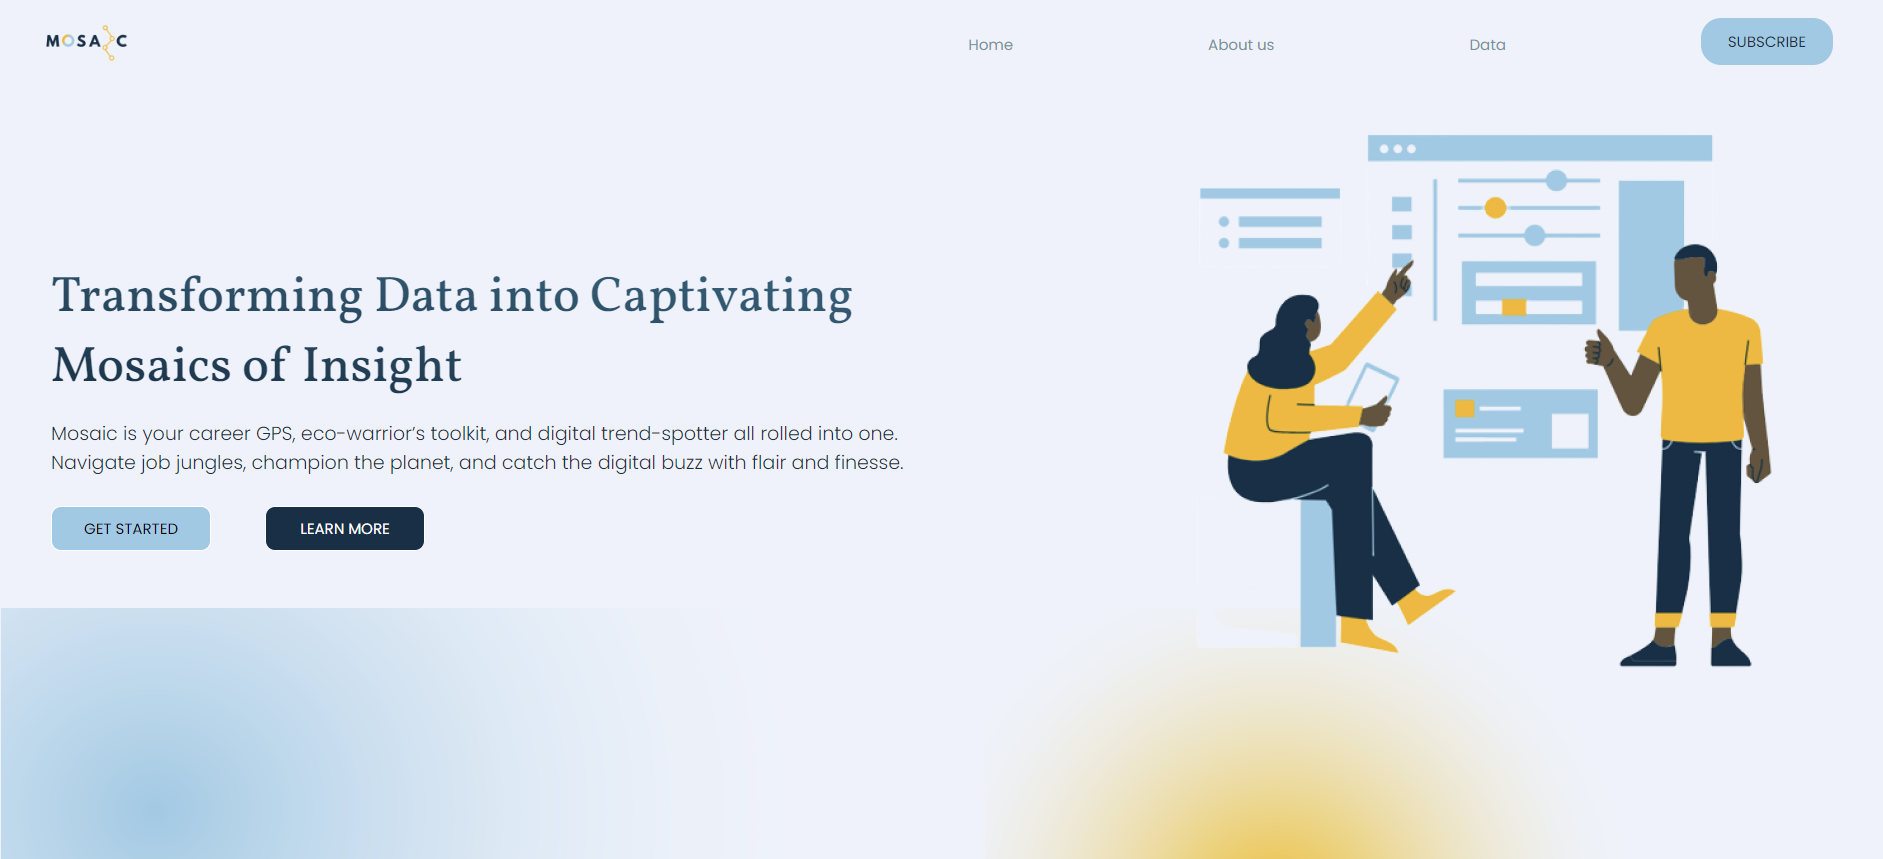 MOSAIC
Home
About us
Data
SUBSCRIBE
Transforming Data into Captivating
Mosaics of Insight
Mosaic is your career GPS, eco-warrior's toolkit, and digital trend-spotter all rolled into one.
Navigate job jungles, champion the planet, and catch the digital buzz with flair and finesse.
GET STARTED
LEARN MORE